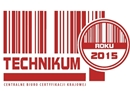 TECHNIKUM
ROKU
2015
CENTRALNE BIURO CERTYFIKACJI KRAJOWEJ